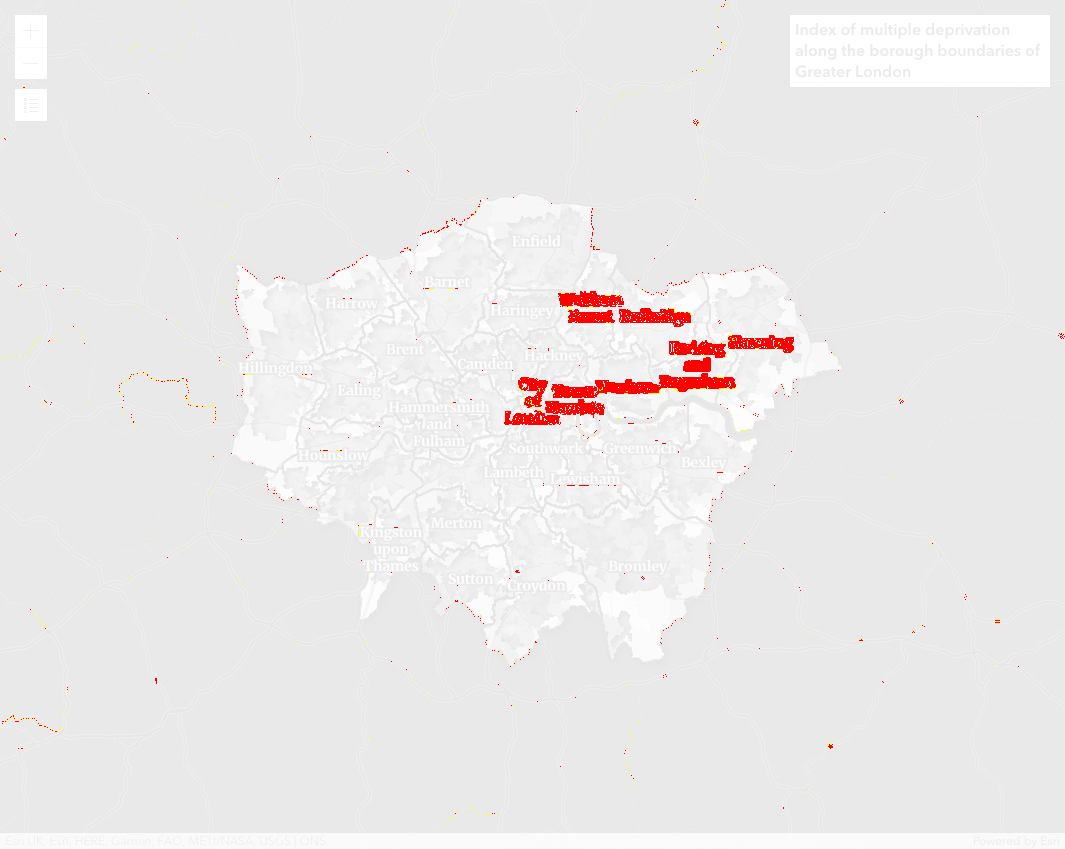 Index of multiple deprivation
along the borough boundaries of
Greater London
Enfield
Barnet
Harrow
Haringey
Waltham
Forest
Redbridge
Havering
Barking
and
Dagenham
Brent
Camden
Hackney
Hillingdon
Ealing
City
of
London
Tower
Hamlets
Newham
Hammersmith
and
Fulham
Hounslow
Southwark
Greenwich
Bexley
Lambeth
Lewisham
Merton
Kingston
upon
Thames
Sutton
Croydon
Bromley
Esri UK, Esri, HERE, Garmin, FAO, METI/NASA, USGS | ONS
Powered by Esri